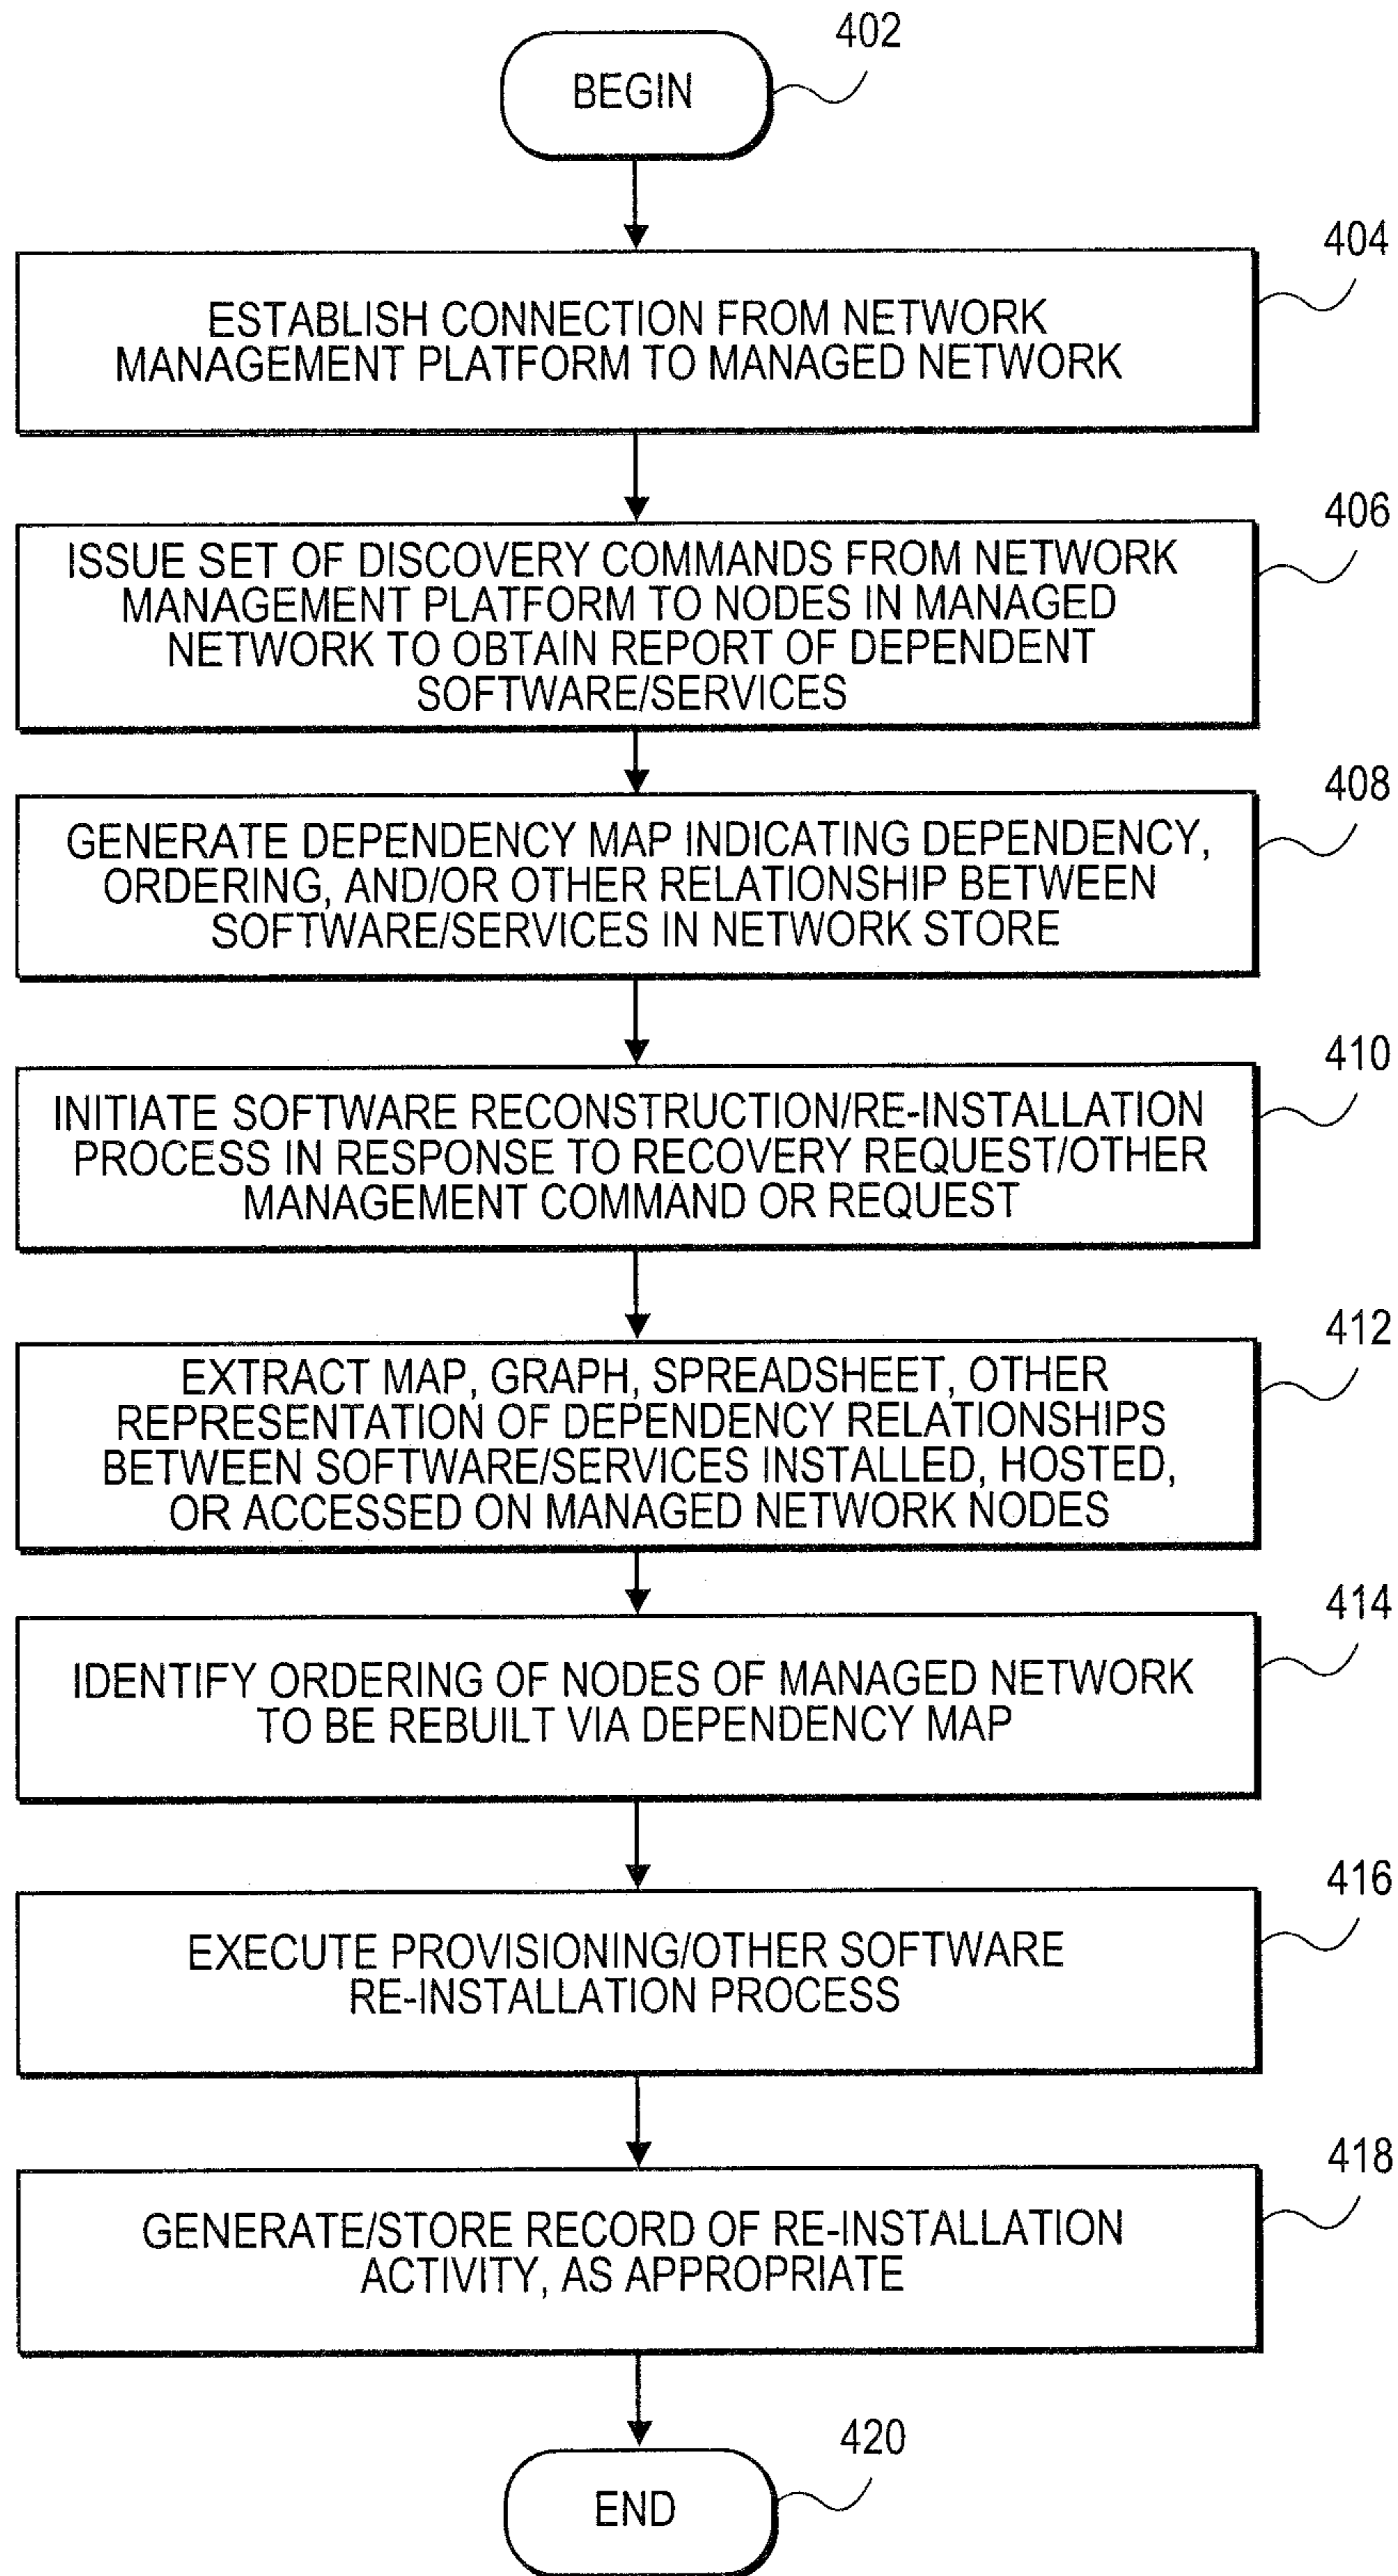 402
BEGIN
404
ESTABLISH CONNECTION FROM NETWORK
MANAGEMENT PLATFORM TO MANAGED NETWORK
406
ISSUE SET OF DISCOVERY COMMANDS FROM NETWORK
MANAGEMENT PLATFORM TO NODES IN MANAGED
NETWORK TO OBTAIN REPORT OF DEPENDENT
SOFTWARE/SERVICES
408
GENERATE DEPENDENCY MAP INDICATING DEPENDENCY,
ORDERING, AND/OR OTHER RELATIONSHIP BETWEEN
SOFTWARE/SERVICES IN NETWORK STORE
410
INITIATE SOFTWARE RECONSTRUCTION/RE-INSTALLATION
PROCESS IN RESPONSE TO RECOVERY REQUEST/OTHER
MANAGEMENT COMMAND OR REQUEST
412
EXTRACT MAP, GRAPH, SPREADSHEET, OTHER
REPRESENTATION OF DEPENDENCY RELATIONSHIPS
BETWEEN SOFTWARE/SERVICES INSTALLED, HOSTED,
OR ACCESSED ON MANAGED NETWORK NODES
414
IDENTIFY ORDERING OF NODES OF MANAGED NETWORK
TO BE REBUILT VIA DEPENDENCY MAP
416
EXECUTE PROVISIONING/OTHER SOFTWARE
RE-INSTALLATION PROCESS
418
GENERATE/STORE RECORD OF RE-INSTALLATION
ACTIVITY, AS APPROPRIATE
420
END